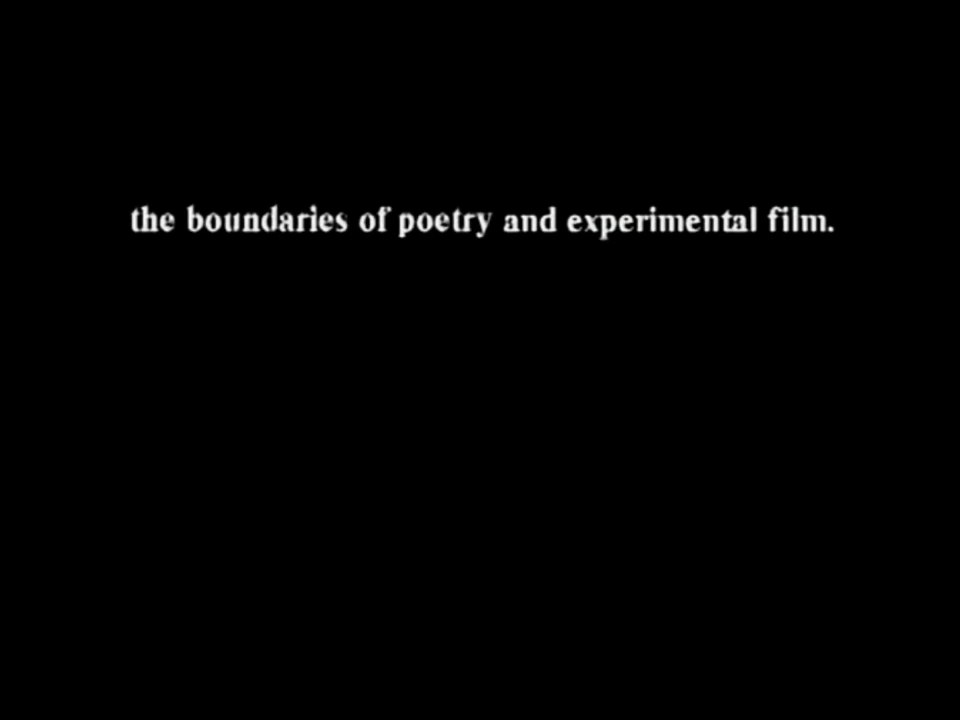 the boundaries of poetry and experimental film.